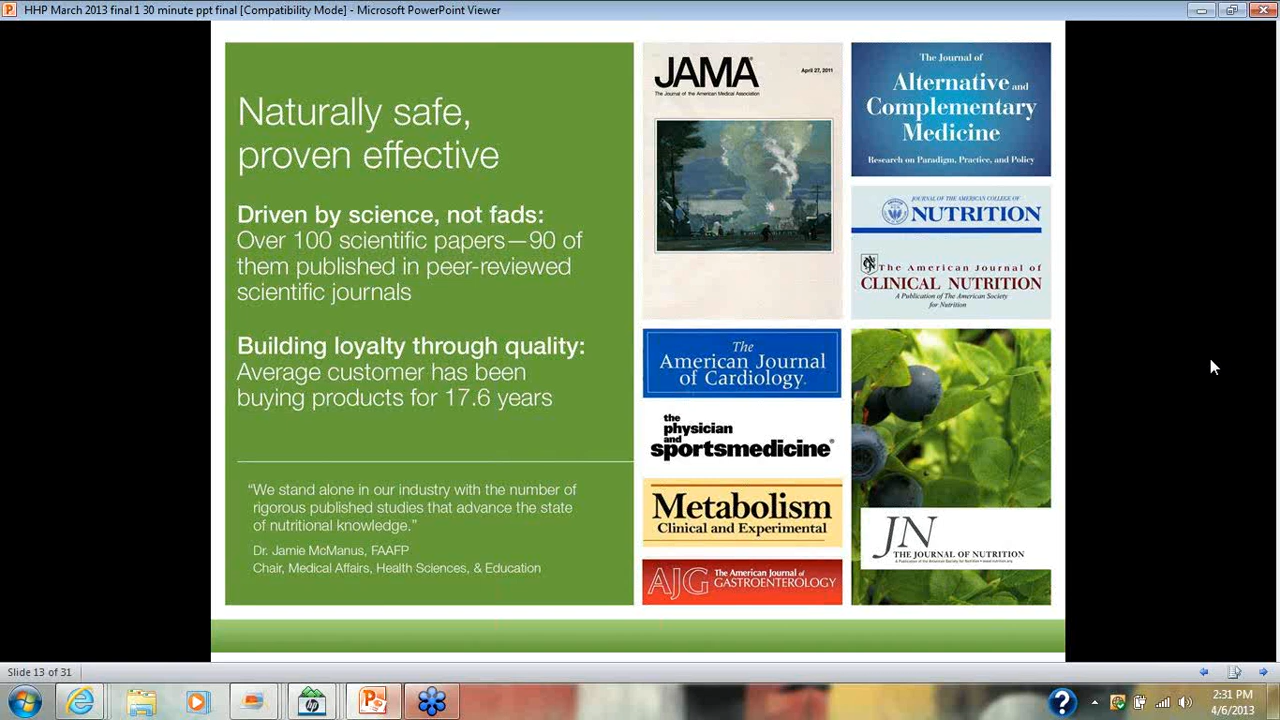 HHP March 2013 final 1 30 minute ppt final [Compatibility Mode] - Microsoft PowerPoint Viewer
Naturally safe,
proven effective
Driven by science, not fads:
Over 100 scientific papers—90 of
them published in peer-reviewed
scientific journals
Building loyalty through quality:
Average customer has been
buying products for 17.6 years
“We stand alone in our industry with the number of
rigorous published studies that advance the state
of nutritional knowledge.”
Dr. Jamie McManus, FAAFP
Chair, Medical Affairs, Health Sciences, & Education
JAMA
April 27, 2011
The Journal of the American Medical Association
The Journal of
Alternative and
Complementary
Medicine
Research on Paradigm, Practice, and Policy
JOURNAL OF THE AMERICAN COLLEGE OF
NUTRITION
The American Journal of
CLINICAL NUTRITION
A Publication of The American Society
for Nutrition
The
American Journal
of Cardiology
the
physician
and
sportsmedicine®
Metabolism
Clinical and Experimental
AJG
The American Journal of
GASTROENTEROLOGY
JN
THE JOURNAL OF NUTRITION
Slide 13 of 31
hp
2:31 PM
4/6/2013